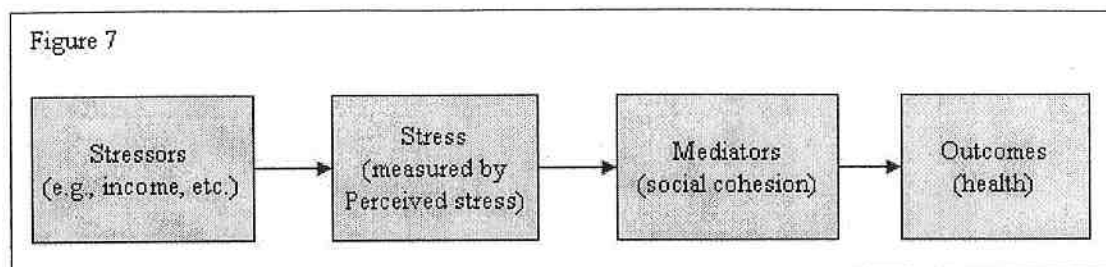 Figure 7
Stressors
(e.g., income, etc.)
Stress
(measured by
Perceived stress)
Mediators
(social cohesion)
Outcomes
(health)